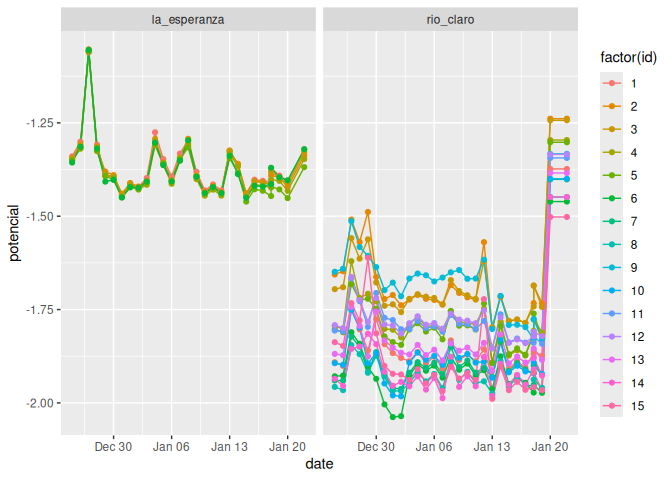 la_esperanza
rio_claro
potencial
-1.25
-1.50
-1.75
-2.00
Dec 30
Jan 06
Jan 13
Jan 20
Dec 30
Jan 06
Jan 13
Jan 20
date
factor(id)
1
2
3
4
5
6
7
8
9
10
11
12
13
14
15